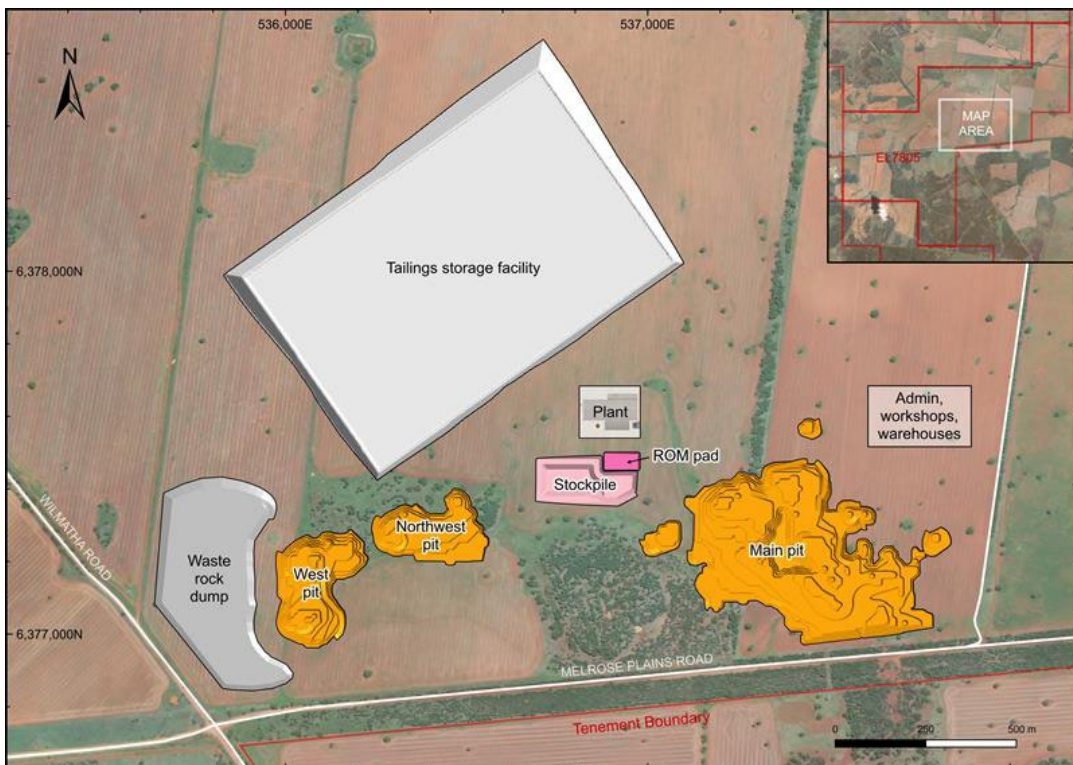 536,000E
537,000E
N
MAP
AREA
EL7805
6,378,000N
Tailings storage facility
Plant
Admin,
workshops,
warehouses
ROM pad
Stockpile
Northwest
pit
Main pit
WILMATHA ROAD
Waste
rock
dump
West
pit
6,377,000N
MELROSE PLAINS ROAD
Tenement Boundary
0 250 500 m